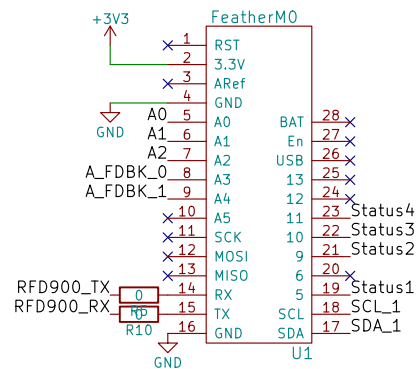 FeatherM0
+3V3
1 RST
2 3.3V
3 ARef
GND 4 GND
A0 5 A0 BAT 28
A1 6 A1 En 27
A2 7 A2 USB 26
A_FDBK_0 8 A3 13 25
A_FDBK_1 9 A4 12 24
10 A5 11 23 Status4
11 SCK 10 22 Status3
12 MOSI 9 21 Status2
13 MISO 6 20
RFD900_TX 0 14 RX 5 19 Status1
RFD900_RX 0 15 TX SCL 18 SCL_1
R10 16 GND SDA 17 SDA_1
GND U1